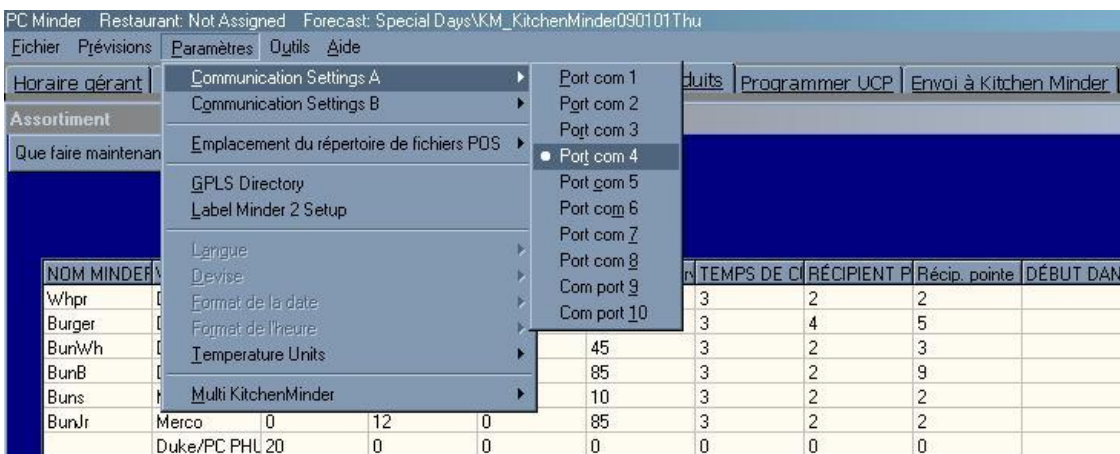 PC Minder Restaurant: Not Assigned Forecast: Special Days\KM_KitchenMinder090101Thu
Fichier Prévisions Paramètres Outils Aide
Horaire gérant duits Programmer UCP Envoi à Kitchen Minder
Assortiment
Que faire maintenan
Communication Settings A
Communication Settings B
Emplacement du répertoire de fichiers POS
GPLS Directory
Label Minder 2 Setup
Langue
Devise
Format de la date
Format de l'heure
Temperature Units
Multi KitchenMinder
Port com 1
Port com 2
Port com 3
Port com 4
Port com 5
Port com 6
Port com 7
Port com 8
Com port 9
Com port 10
NOM MINDER TEMPS DE RÉCIPIENT P Récip. pointe DÉBUT DAN
Whpr 3 2 2
Burger 3 4 5
BunWh 45 3 2 3
BunB 85 3 2 9
Buns 10 3 2 2
BunJr Merco 0 12 0 85 3 2 2
Duke/PC PHU 20 0 0 0 0 0 0